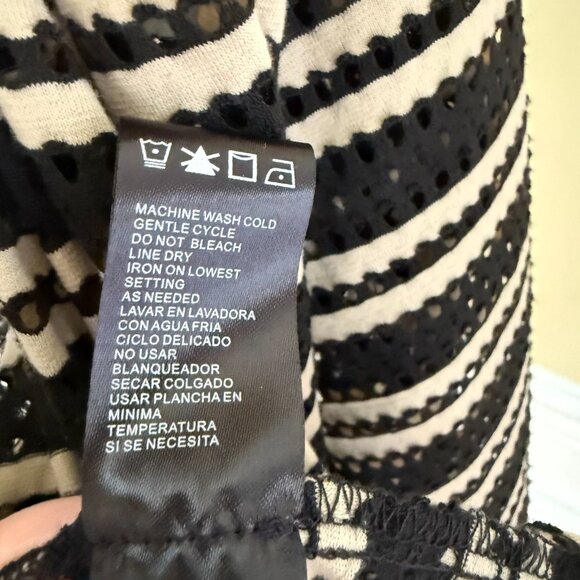 MACHINE WASH COLD
GENTLE CYCLE
DO NOT BLEACH
LINE DRY
IRON ON LOWEST
SETTING
AS NEEDED
LAVAR EN LAVADORA
CON AGUA FRIA
CICLO DELICADO
NO USAR
BLANQUEADOR
SECAR COLGADO
USAR PLANCHA EN
MINIMA
TEMPERATURA
SI SE NECESITA